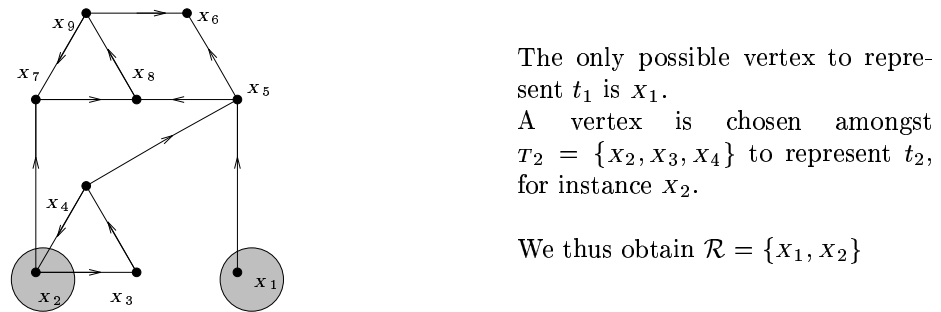 x9
x6
x7
x8
x5
x4
x2
x3
x1
The only possible vertex to repre-
sent t1 is x1.
A vertex is chosen amongst
T2 = {x2, x3, x4} to represent t2,
for instance x2.
We thus obtain R = {x1, x2}